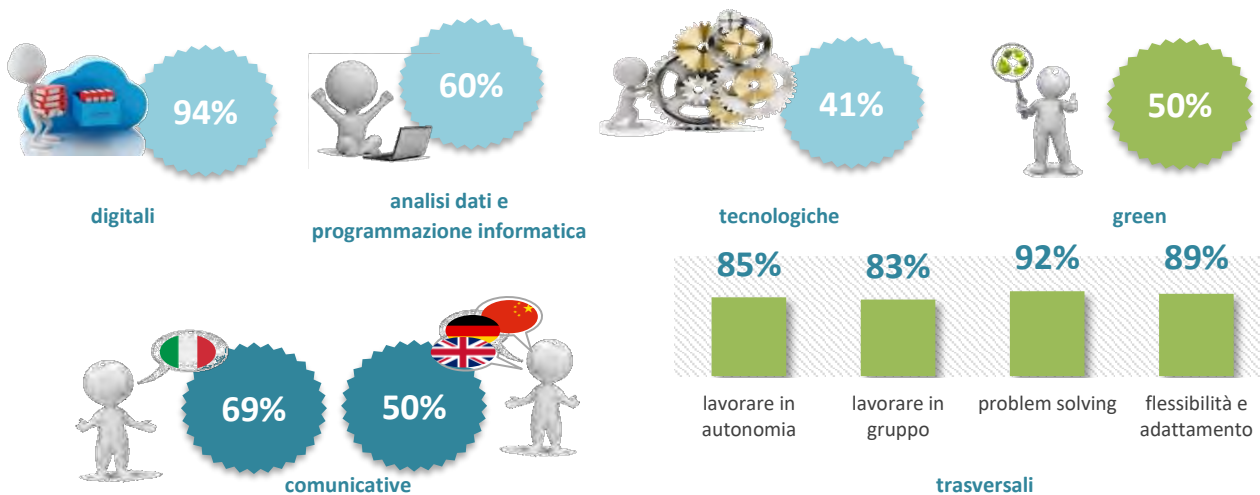 94%
60%
41%
50%
digitali
analisi dati e
programmazione informatica
tecnologiche
green
85%
83%
92%
89%
69%
50%
lavorare in
autonomia
lavorare in
gruppo
problem solving
flessibilità e
adattamento
comunicative
trasversali